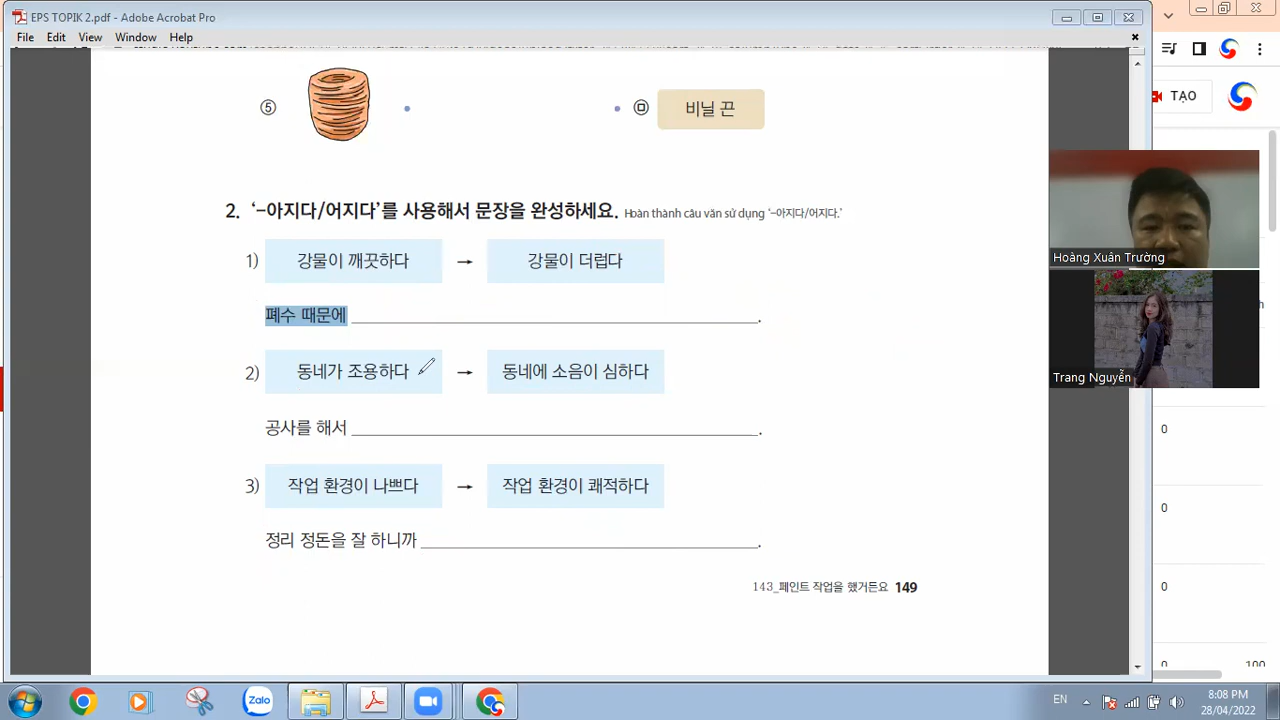 EPS TOPIK 2.pdf - Adobe Acrobat Pro
File Edit View Window Help
TẠO
⑤
㉤ 비닐 끈
2. ‘-아지다/어지다’를 사용해서 문장을 완성하세요. Hoàn thành câu văn sử dụng ‘-아지다/어지다.’
1) 강물이 깨끗하다 → 강물이 더럽다
폐수 때문에 .
2) 동네가 조용하다 → 동네에 소음이 심하다
공사를 해서 .
3) 작업 환경이 나쁘다 → 작업 환경이 쾌적하다
정리 정돈을 잘 하니까 .
143_페인트 작업을 했거든요 149
Hoàng Xuân Trường
Trang Nguyễn
0
0
0
0 100
Zalo
EN
8:08 PM
28/04/2022